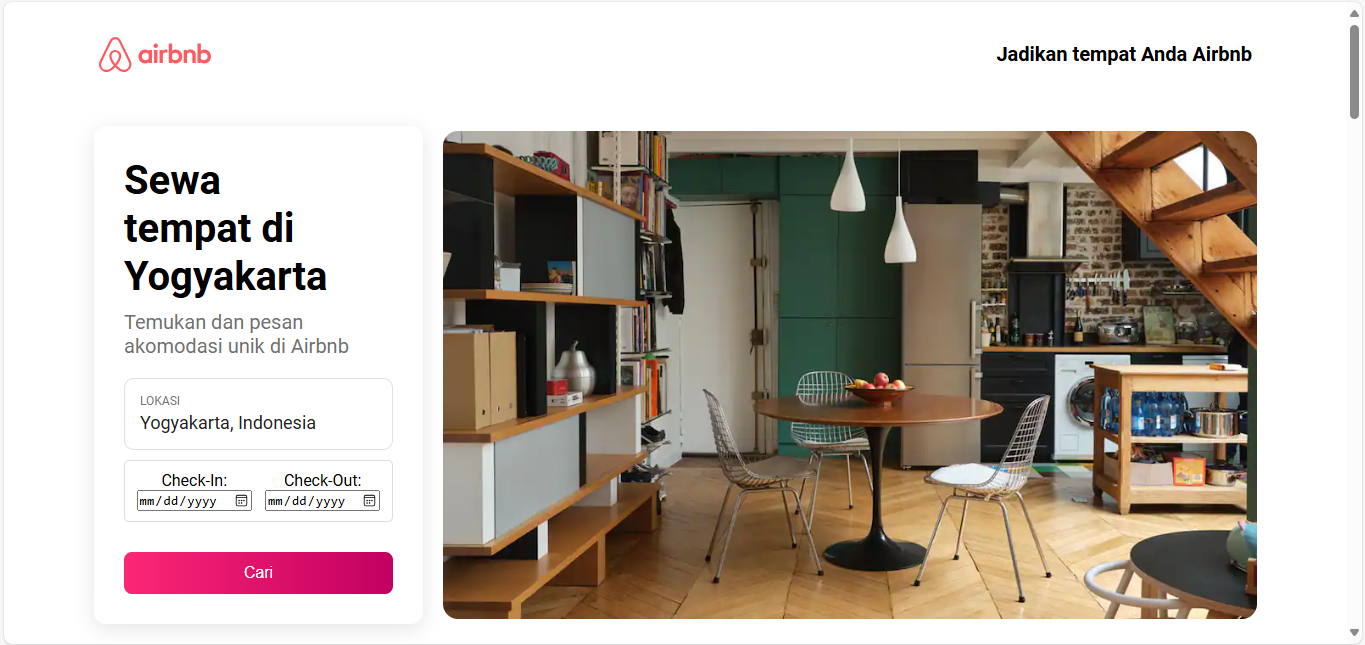 airbnb
Jadikan tempat Anda Airbnb
Sewa
tempat di
Yogyakarta
Temukan dan pesan
akomodasi unik di Airbnb
LOKASI
Yogyakarta, Indonesia
Check-In: Check-Out:
mm/dd/yyyy mm/dd/yyyy
Cari